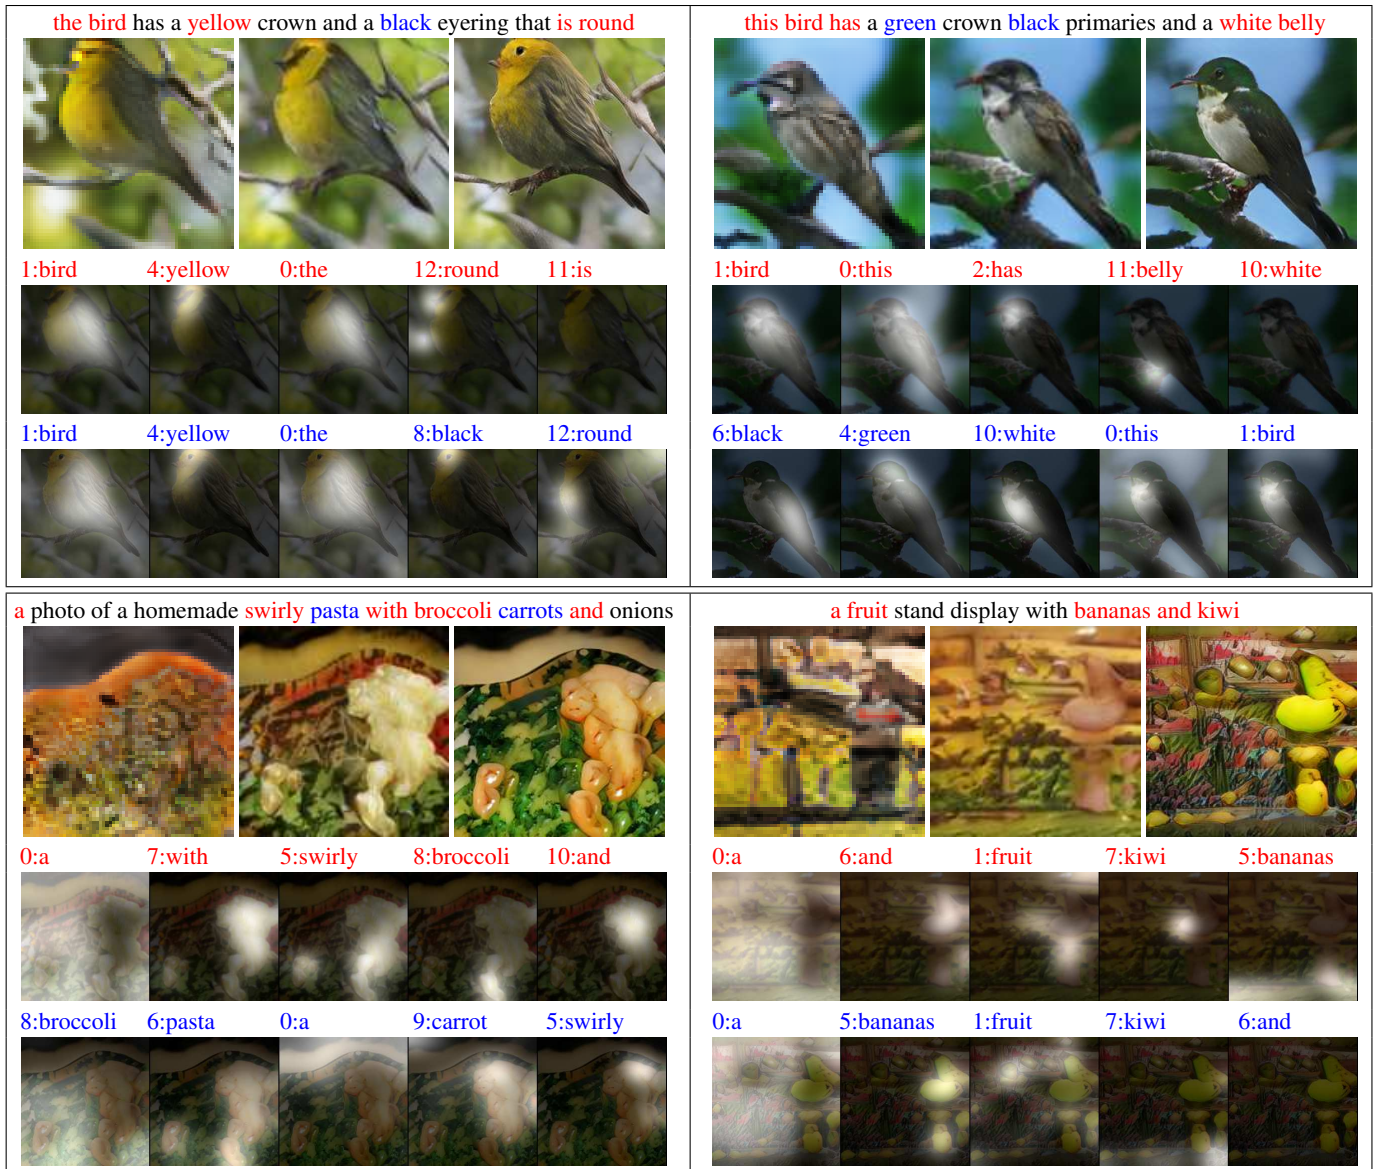 the bird has a yellow crown and a black eyering that is round
1:bird 4:yellow 0:the 12:round 11:is
1:bird 4:yellow 0:the 8:black 12:round
this bird has a green crown black primaries and a white belly
1:bird 0:this 2:has 11:belly 10:white
6:black 4:green 10:white 0:this 1:bird
a photo of a homemade swirly pasta with broccoli carrots and onions
0:a 7:with 5:swirly 8:broccoli 10:and
8:broccoli 6:pasta 0:a 9:carrot 5:swirly
a fruit stand display with bananas and kiwi
0:a 6:and 1:fruit 7:kiwi 5:bananas
0:a 5:bananas 1:fruit 7:kiwi 6:and